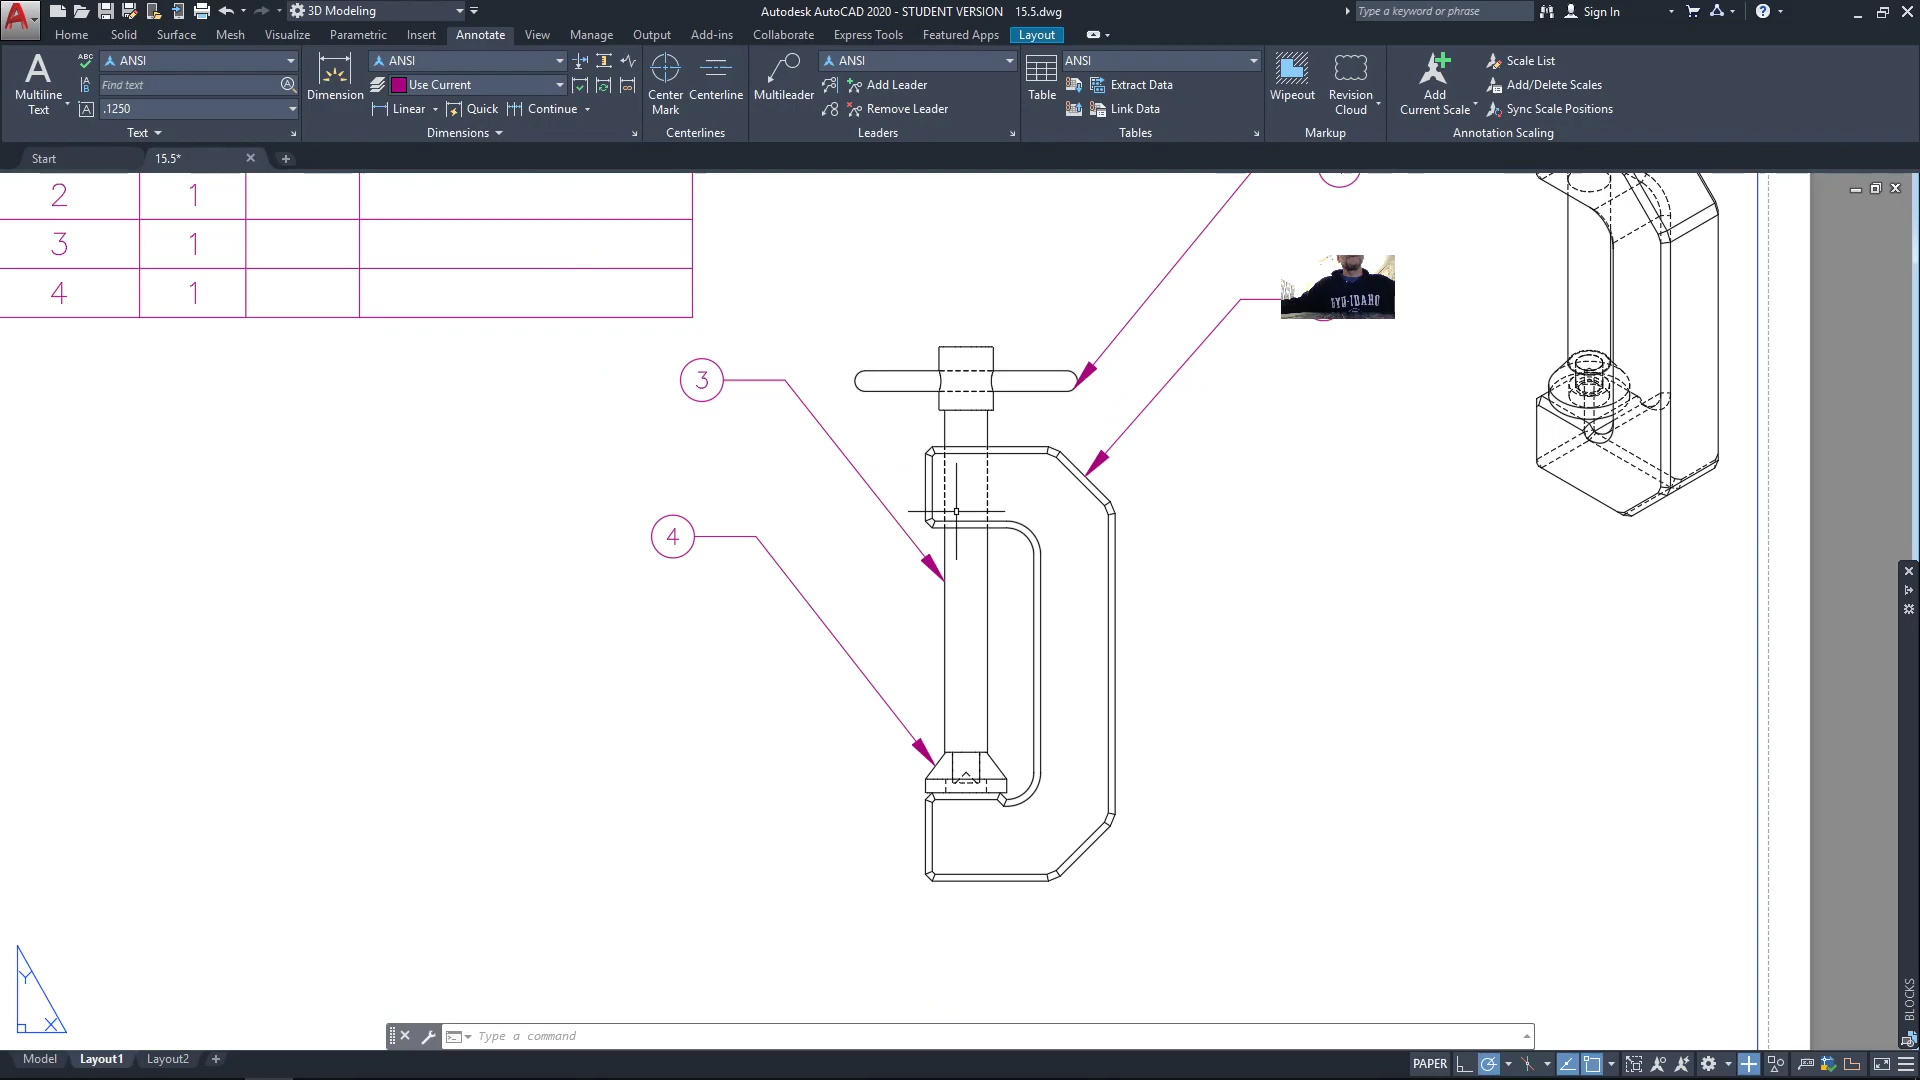 3D Modeling
Autodesk AutoCAD 2020 - STUDENT VERSION 15.5.dwg
Type a keyword or phrase
Sign In
Home Solid Surface Mesh Visualize Parametric Insert Annotate View Manage Output Add-ins Collaborate Express Tools Featured Apps Layout
Multiline
Text
ABC
ANSI
Find text
.1250
Text
Dimension
ANSI
Use Current
Linear Quick Continue
Dimensions
Center
Mark
Centerline
Centerlines
Multileader
ANSI
Add Leader
Remove Leader
Leaders
Table
ANSI
Extract Data
Link Data
Tables
Wipeout
Revision
Cloud
Markup
Add
Current Scale
Scale List
Add/Delete Scales
Sync Scale Positions
Annotation Scaling
Start
15.5*
2 1
3 1
4 1
3
4
BYU-IDAHO
BLOCKS
Y
X
Type a command
Model Layout1 Layout2
PAPER